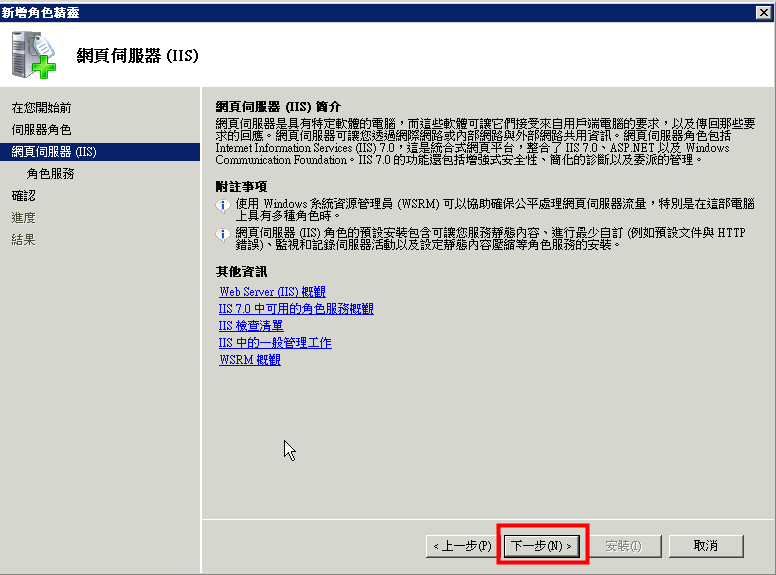 新增角色精靈
網頁伺服器 (IIS)
在您開始前
伺服器角色
網頁伺服器 (IIS)
角色服務
確認
進度
結果
網頁伺服器 (IIS) 簡介
網頁伺服器是具有特定軟體的電腦，而這些軟體可讓它們接受來自用戶端電腦的要求，以及傳回那些要
求的回應。網頁伺服器可讓您透過網際網路或內部網路與外部網路共用資訊。網頁伺服器角色包括
Internet Information Services (IIS) 7.0，這是統合式網頁平台，整合了 IIS 7.0、ASP.NET 以及 Windows
Communication Foundation。IIS 7.0 的功能還包括增強式安全性、簡化的診斷以及委派的管理。
附註事項
使用 Windows 系統資源管理員 (WSRM) 可以協助確保公平處理網頁伺服器流量，特別是在這部電腦
上具有多種角色時。
網頁伺服器 (IIS) 角色的預設安裝包含可讓您服務靜態內容、進行最少自訂 (例如預設文件與 HTTP
錯誤)、監視和記錄伺服器活動以及設定靜態內容壓縮等角色服務的安裝。
其他資訊
Web Server (IIS) 概觀
IIS 7.0 中可用的角色服務概觀
IIS 檢查清單
IIS 中的一般管理工作
WSRM 概觀
< 上一步(P)
下一步(N) >
安裝(I)
取消